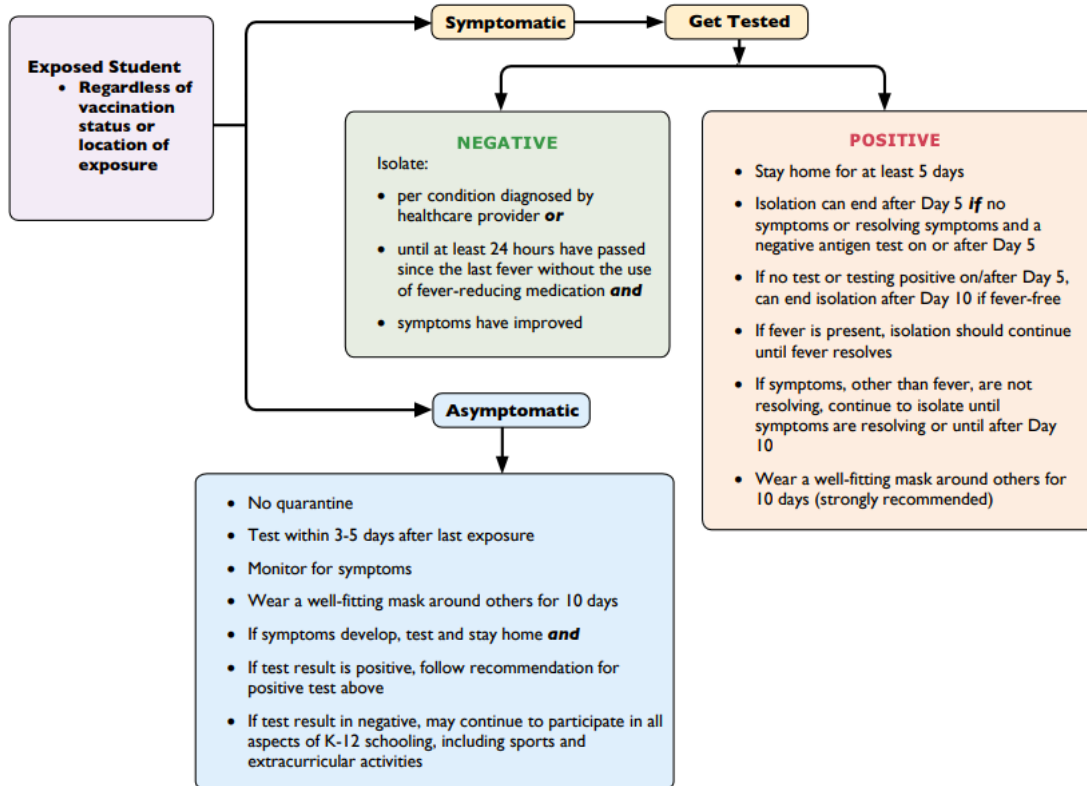 Exposed Student
• Regardless of
vaccination
status or
location of
exposure
Symptomatic
Get Tested
NEGATIVE
Isolate:
• per condition diagnosed by
healthcare provider or
• until at least 24 hours have passed
since the last fever without the use
of fever-reducing medication and
• symptoms have improved
POSITIVE
• Stay home for at least 5 days
• Isolation can end after Day 5 if no
symptoms or resolving symptoms and a
negative antigen test on or after Day 5
• If no test or testing positive on/after Day 5,
can end isolation after Day 10 if fever-free
• If fever is present, isolation should continue
until fever resolves
• If symptoms, other than fever, are not
resolving, continue to isolate until
symptoms are resolving or until after Day
10
• Wear a well-fitting mask around others for
10 days (strongly recommended)
Asymptomatic
• No quarantine
• Test within 3-5 days after last exposure
• Monitor for symptoms
• Wear a well-fitting mask around others for 10 days
• If symptoms develop, test and stay home and
• If test result is positive, follow recommendation for
positive test above
• If test result in negative, may continue to participate in all
aspects of K-12 schooling, including sports and
extracurricular activities